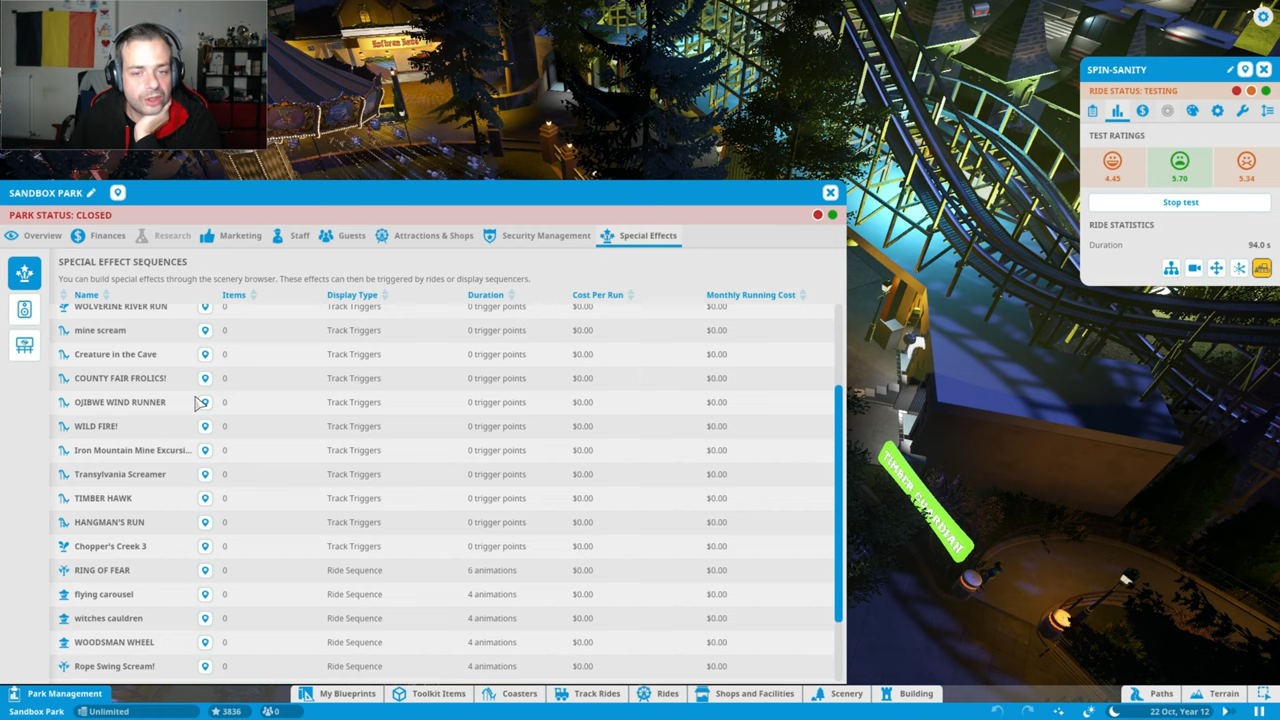 SPIN-SANITY
RIDE STATUS: TESTING
TEST RATINGS
4.45 5.70 5.34
Stop test
RIDE STATISTICS
Duration 94.0 s
SANDBOX PARK
PARK STATUS: CLOSED
Overview Finances Research Marketing Staff Guests Attractions & Shops Security Management Special Effects
SPECIAL EFFECT SEQUENCES
You can build special effects through the scenery browser. These effects can then be triggered by rides or display sequences.
Name Items Display Type Duration Cost Per Run Monthly Running Cost
WOLVERINE RIVER RUN 0 Track Triggers 0 trigger points $0.00 $0.00
mine scream 0 Track Triggers 0 trigger points $0.00 $0.00
Creature in the Cave 0 Track Triggers 0 trigger points $0.00 $0.00
COUNTY FAIR FROLICS! 0 Track Triggers 0 trigger points $0.00 $0.00
OJIBWE WIND RUNNER 0 Track Triggers 0 trigger points $0.00 $0.00
WILD FIRE! 0 Track Triggers 0 trigger points $0.00 $0.00
Iron Mountain Mine Excursi... 0 Track Triggers 0 trigger points $0.00 $0.00
Transylvania Screamer 0 Track Triggers 0 trigger points $0.00 $0.00
TIMBER HAWK 0 Track Triggers 0 trigger points $0.00 $0.00
HANGMAN'S RUN 0 Track Triggers 0 trigger points $0.00 $0.00
Chopper's Creek 3 0 Track Triggers 0 trigger points $0.00 $0.00
RING OF FEAR 0 Ride Sequence 6 animations $0.00 $0.00
flying carousel 0 Ride Sequence 4 animations $0.00 $0.00
witches cauldren 0 Ride Sequence 4 animations $0.00 $0.00
WOODSMAN WHEEL 0 Ride Sequence 4 animations $0.00 $0.00
Rope Swing Scream! 0 Ride Sequence 4 animations $0.00 $0.00
TIMBER GUARDIAN
Park Management My Blueprints Toolkit Items Coasters Track Rides Rides Shops and Facilities Scenery Building Paths Terrain
Sandbox Park Unlimited 3836 0 22 Oct, Year 12